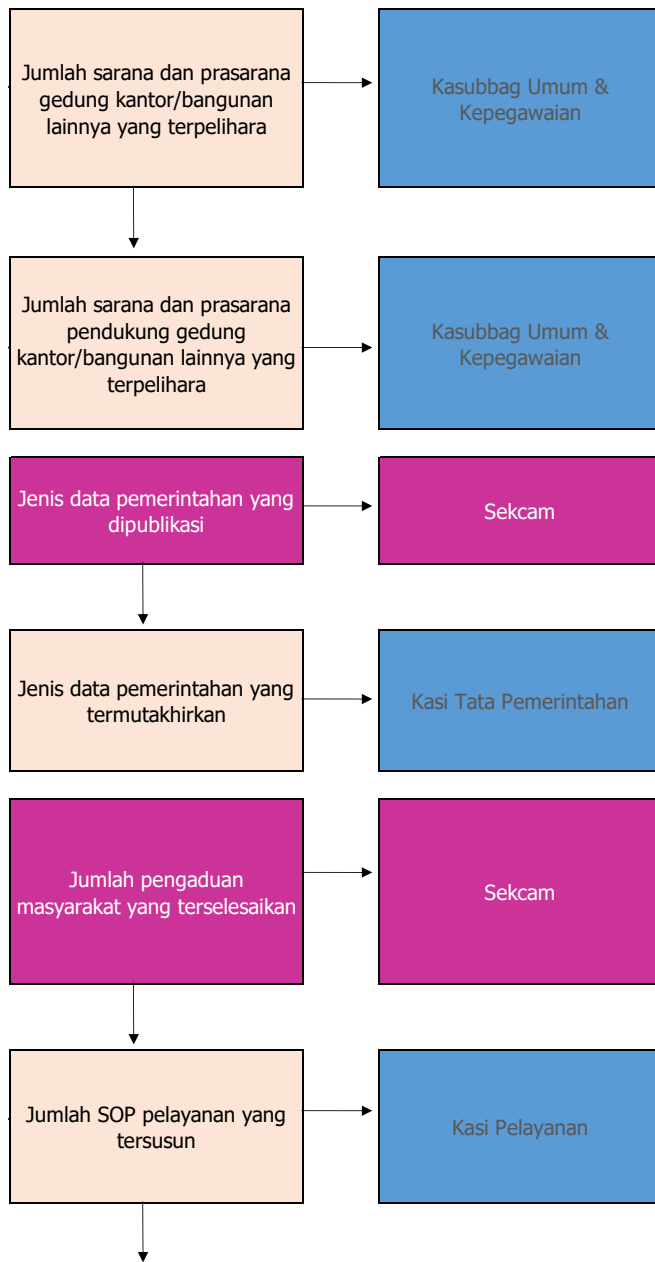 Jumlah sarana dan prasarana
gedung kantor/bangunan
lainnya yang terpelihara
Kasubbag Umum &
Kepegawaian
Jumlah sarana dan prasarana
pendukung gedung
kantor/bangunan lainnya yang
terpelihara
Kasubbag Umum &
Kepegawaian
Jenis data pemerintahan yang
dipublikasi
Sekcam
Jenis data pemerintahan yang
termutakhirkan
Kasi Tata Pemerintahan
Jumlah pengaduan
masyarakat yang terselesaikan
Sekcam
Jumlah SOP pelayanan yang
tersusun
Kasi Pelayanan